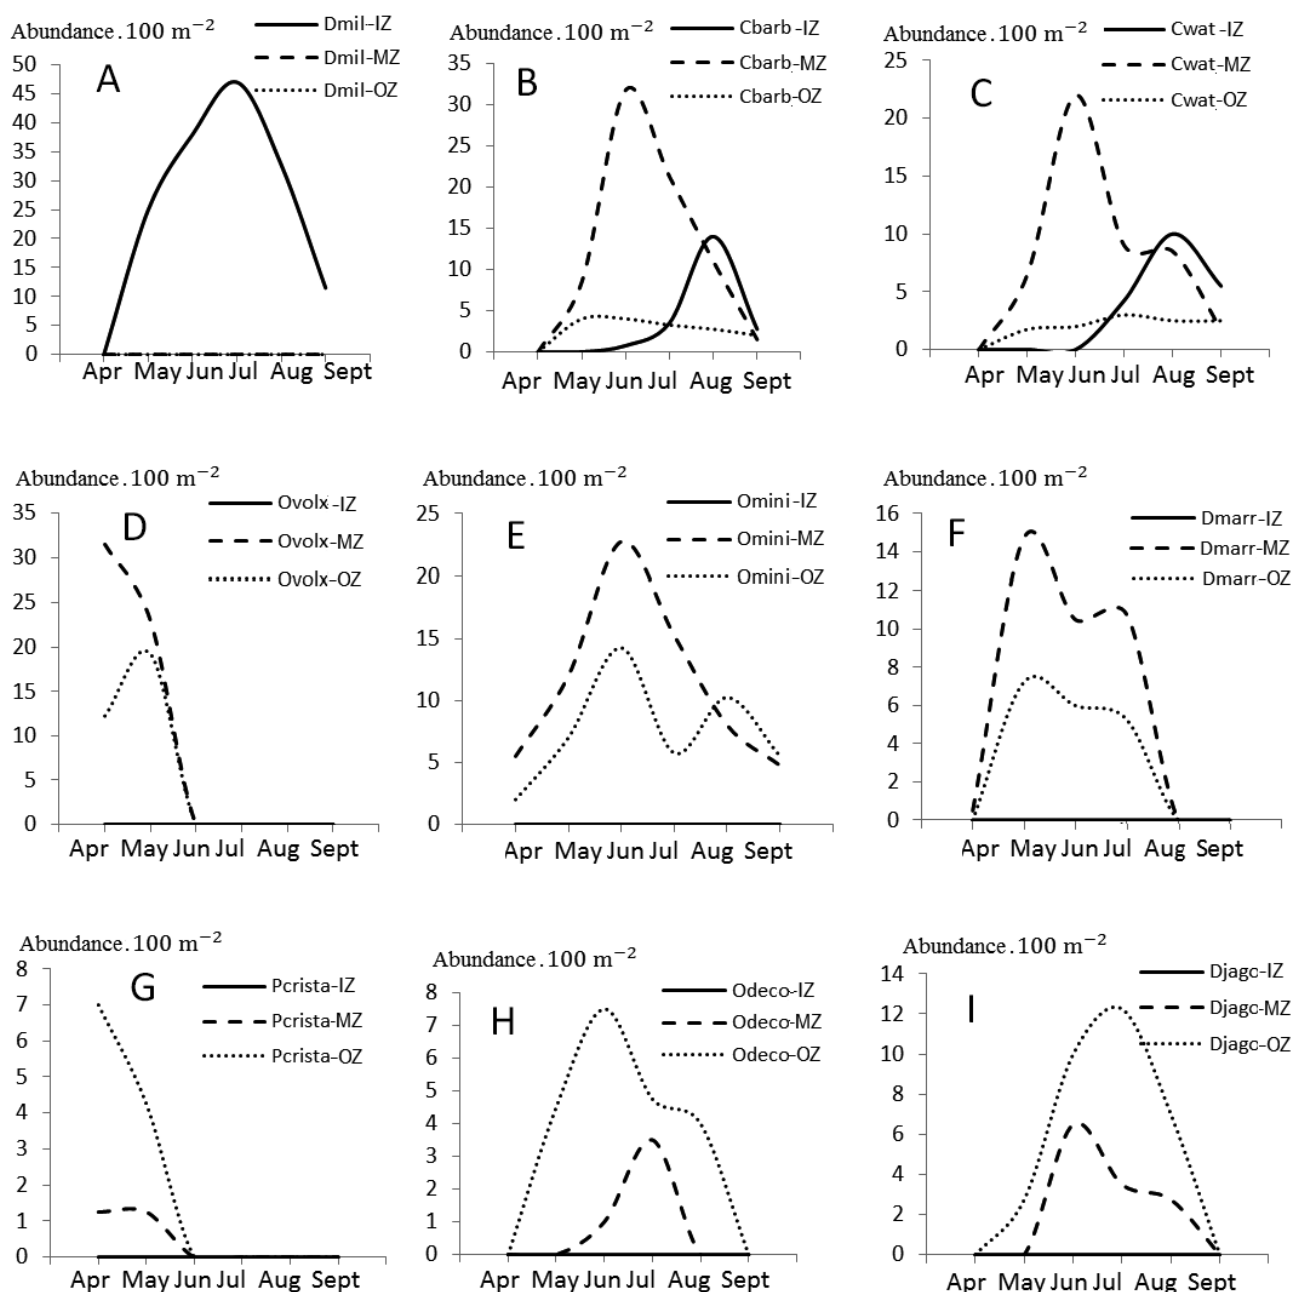 Abundance.100 m⁻²
A
Dmil-IZ
Dmil-MZ
Dmil-OZ
50
45
40
35
30
25
20
15
10
5
0
Apr May Jun Jul Aug Sept
Abundance.100 m⁻²
B
Cbarb-IZ
Cbarb-MZ
Cbarb-OZ
35
30
25
20
15
10
5
0
Apr May Jun Jul Aug Sept
Abundance.100 m⁻²
C
Cwat-IZ
Cwat-MZ
Cwat-OZ
25
20
15
10
5
0
Apr May Jun Jul Aug Sept
Abundance.100 m⁻²
D
Ovolx-IZ
Ovolx-MZ
Ovolx-OZ
35
30
25
20
15
10
5
0
Apr May Jun Jul Aug Sept
Abundance.100 m⁻²
E
Omini-IZ
Omini-MZ
Omini-OZ
25
20
15
10
5
0
Apr May Jun Jul Aug Sept
Abundance.100 m⁻²
F
Dmarr-IZ
Dmarr-MZ
Dmarr-OZ
16
14
12
10
8
6
4
2
0
Apr May Jun Jul Aug Sept
Abundance.100 m⁻²
G
Pcrista-IZ
Pcrista-MZ
Pcrista-OZ
8
7
6
5
4
3
2
1
0
Apr May Jun Jul Aug Sept
Abundance.100 m⁻²
H
Odeco-IZ
Odeco-MZ
Odeco-OZ
8
7
6
5
4
3
2
1
0
Apr May Jun Jul Aug Sept
Abundance.100 m⁻²
I
Djagc-IZ
Djagc-MZ
Djagc-OZ
14
12
10
8
6
4
2
0
Apr May Jun Jul Aug Sept